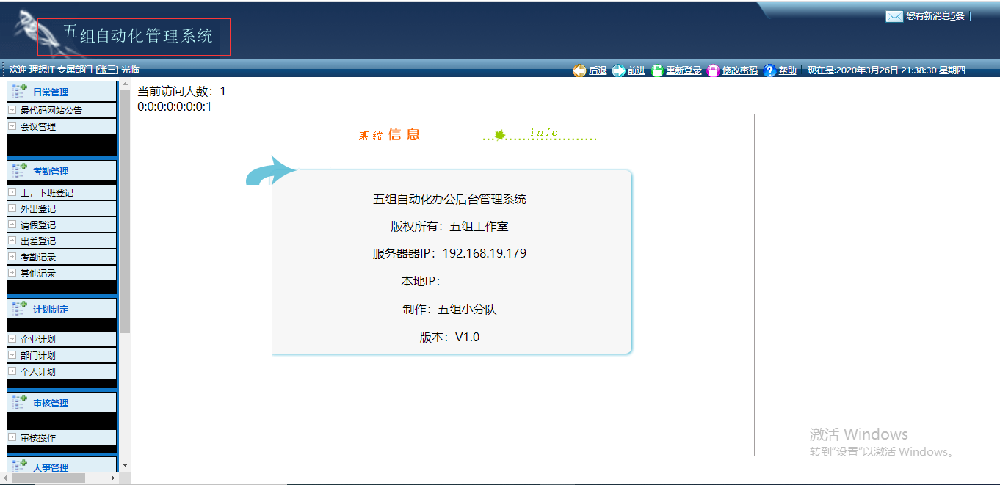 五组自动化管理系统
您有新消息5条
欢迎 理想IT 专属部门 [张三] 光临
后退 前进 重新登录 修改密码 帮助 现在是:2020年3月26日 21:38:30 星期四
日常管理
最代码网站公告
会议管理
考勤管理
上，下班登记
外出登记
请假登记
出差登记
考勤记录
其他记录
计划制定
企业计划
部门计划
个人计划
审核管理
审核操作
人事管理
当前访问人数：1
0:0:0:0:0:0:0:1
系统信息
info
五组自动化办公后台管理系统
版权所有：五组工作室
服务器器IP：192.168.19.179
本地IP：-- -- -- --
制作：五组小分队
版本：V1.0
激活 Windows
转到“设置”以激活 Windows。